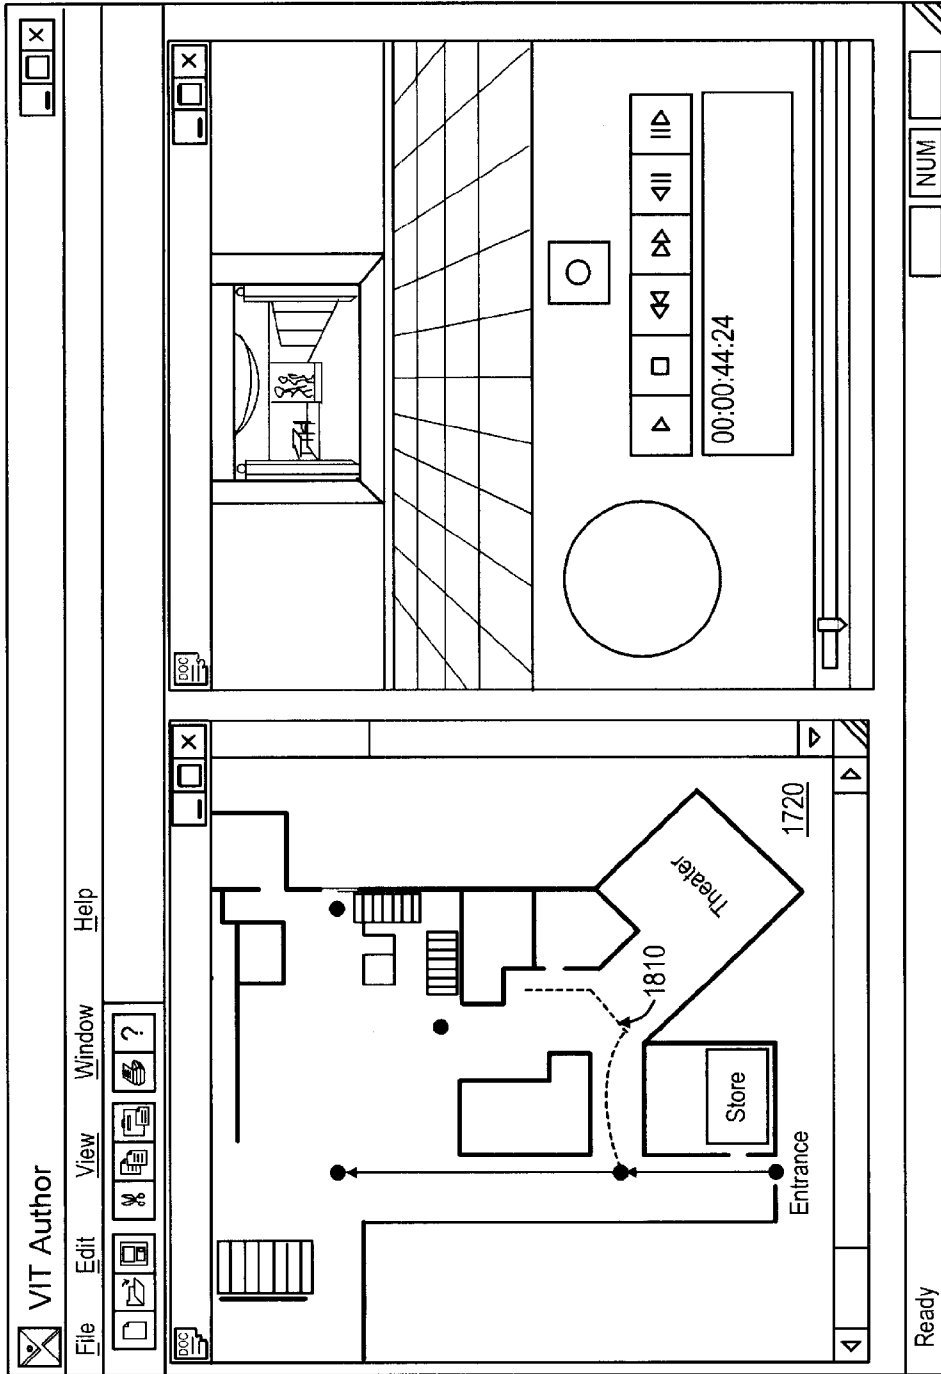 VIT Author
File Edit View Window Help
?
DOC
DOC
Theater
1720
1810
Store
Entrance
00:00:44:24
Ready
NUM